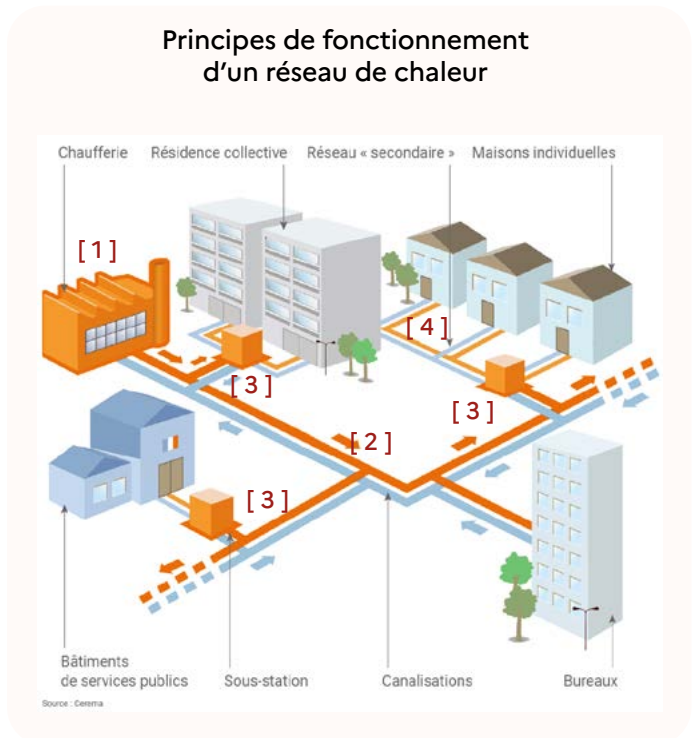 Principes de fonctionnement
d’un réseau de chaleur
Chaufferie
Résidence collective
Réseau « secondaire »
Maisons individuelles
[ 1 ]
[ 4 ]
[ 3 ]
[ 3 ]
[ 2 ]
[ 3 ]
Bâtiments
de services publics
Sous-station
Canalisations
Bureaux
Source : Cerema